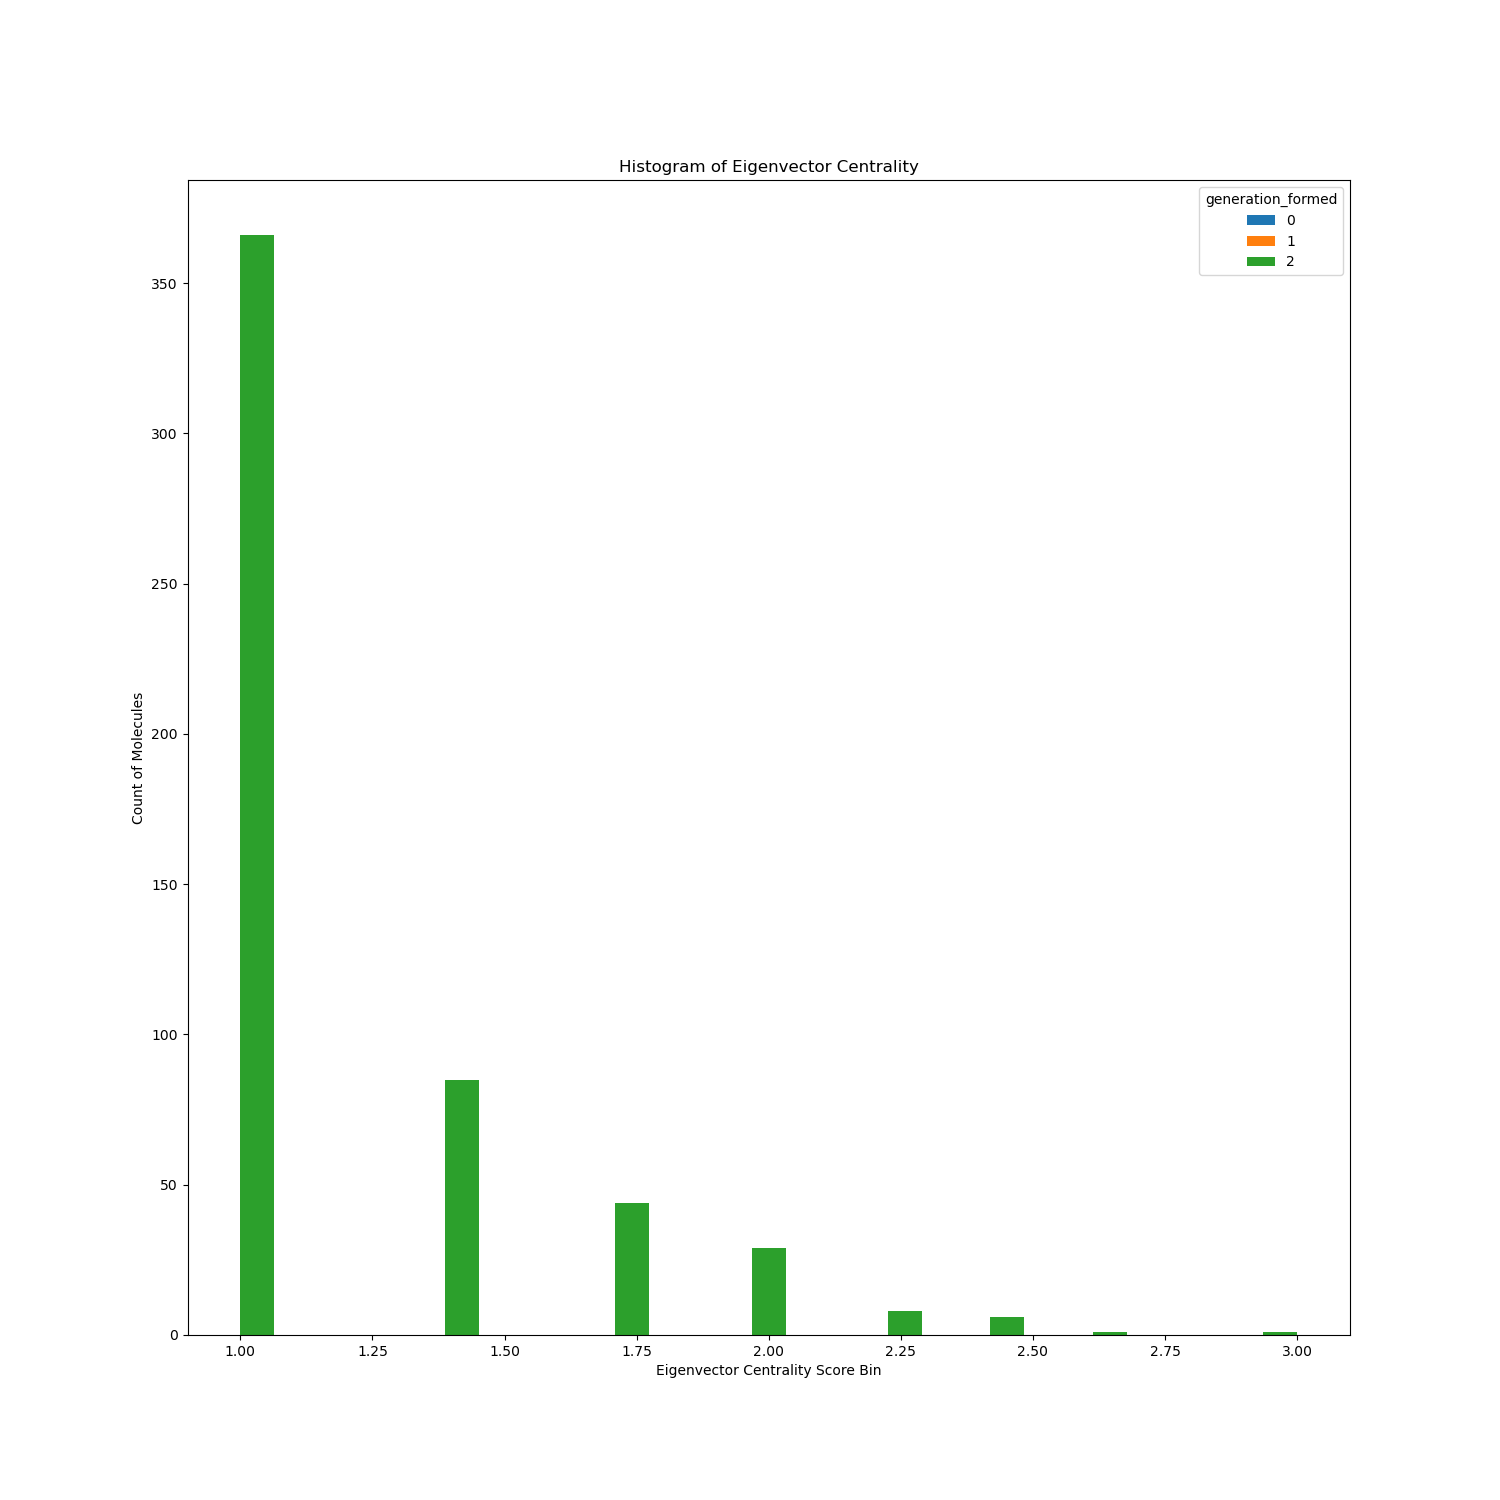 Histogram of Eigenvector Centrality
generation_formed
0
1
2
350
300
250
200
150
100
50
0
Count of Molecules
1.00 1.25 1.50 1.75 2.00 2.25 2.50 2.75 3.00
Eigenvector Centrality Score Bin